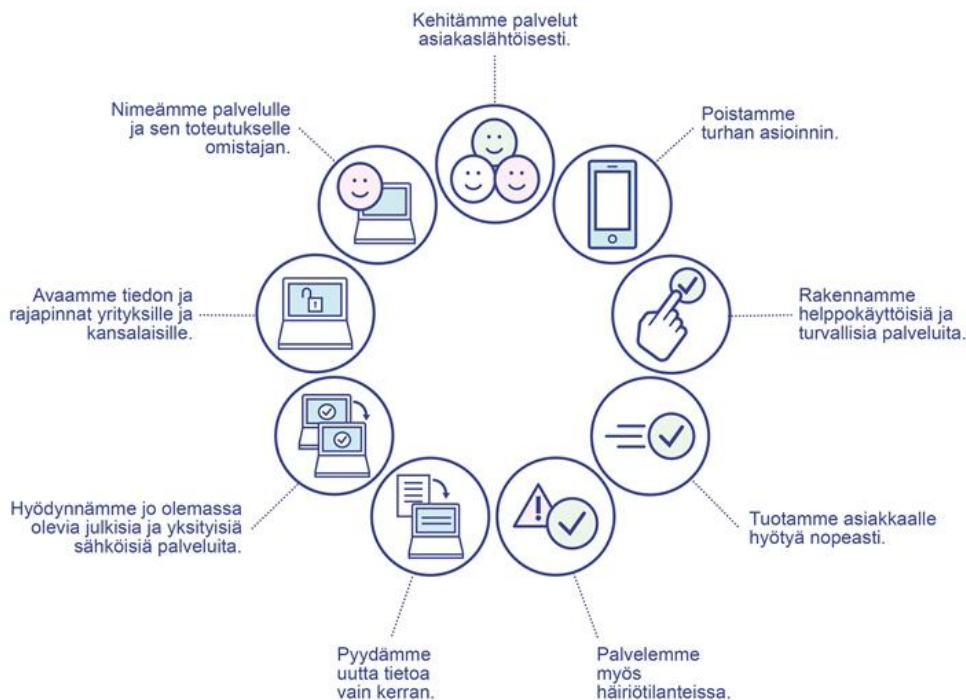 Kehitämme palvelut
asiakaslähtöisesti.
Poistamme
turhan asioinnin.
Rakennamme
helppokäyttöisiä ja
turvallisia palveluita.
Tuotamme asiakkaalle
hyötyä nopeasti.
Palvelemme
myös
häiriötilanteissa.
Pyydämme
uutta tietoa
vain kerran.
Hyödynnämme jo olemassa
olevia julkisia ja yksityisiä
sähköisiä palveluita.
Avaamme tiedon ja
rajapinnat yrityksille ja
kansalaisille.
Nimeämme palvelulle
ja sen toteutukselle
omistajan.